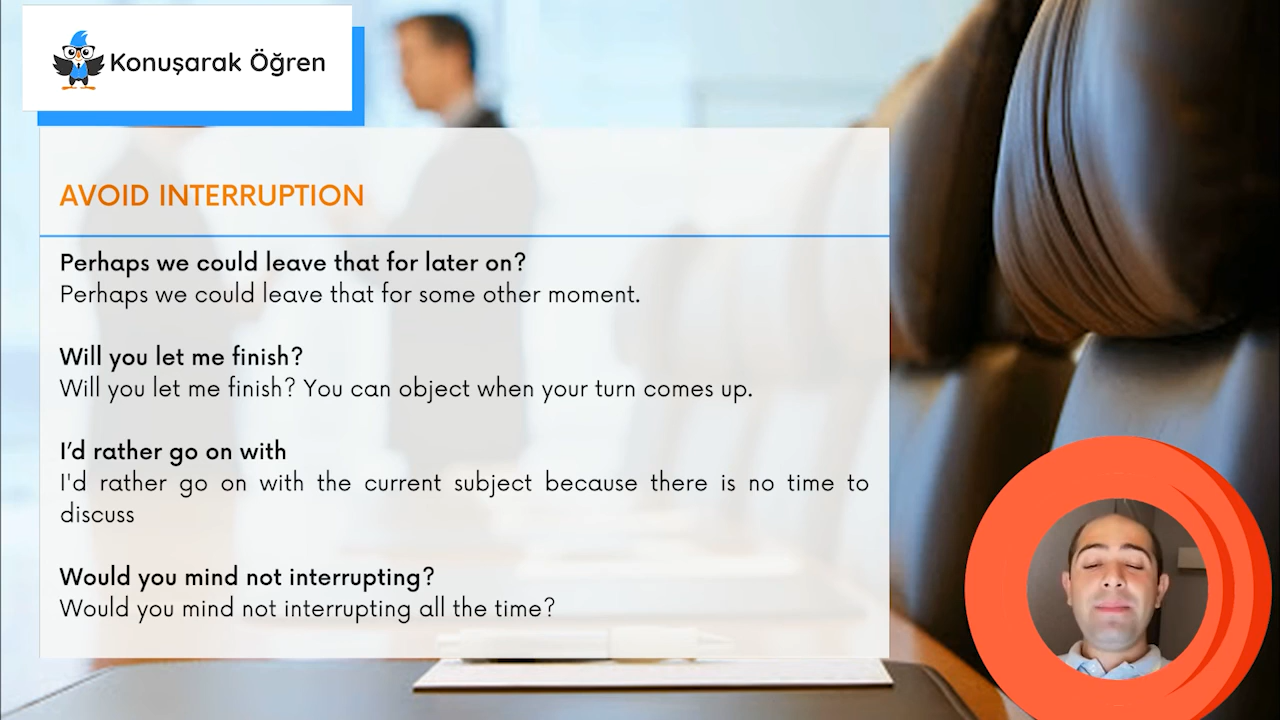 Konuşarak Öğren
AVOID INTERRUPTION
Perhaps we could leave that for later on?
Perhaps we could leave that for some other moment.
Will you let me finish?
Will you let me finish? You can object when your turn comes up.
I’d rather go on with
I'd rather go on with the current subject because there is no time to
discuss
Would you mind not interrupting?
Would you mind not interrupting all the time?